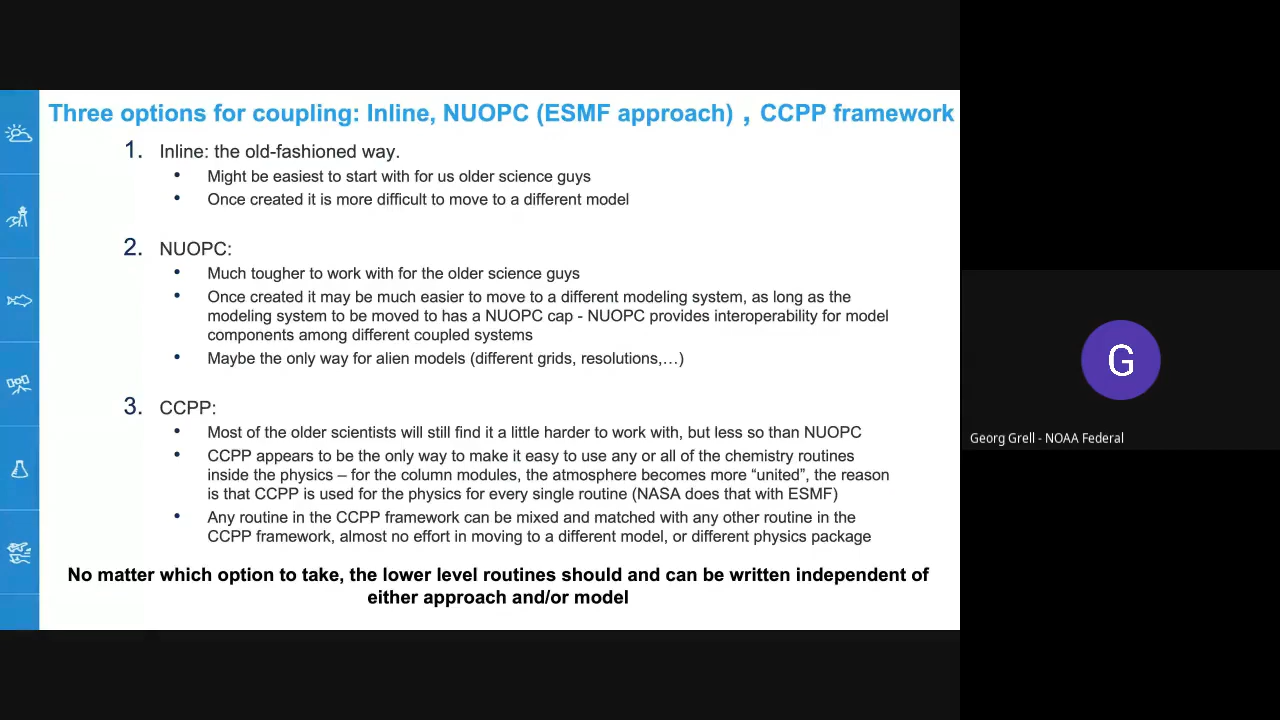 Three options for coupling: Inline, NUOPC (ESMF approach) , CCPP framework
1. Inline: the old-fashioned way.
• Might be easiest to start with for us older science guys
• Once created it is more difficult to move to a different model
2. NUOPC:
• Much tougher to work with for the older science guys
• Once created it may be much easier to move to a different modeling system, as long as the
modeling system to be moved to has a NUOPC cap - NUOPC provides interoperability for model
components among different coupled systems
• Maybe the only way for alien models (different grids, resolutions,…)
3. CCPP:
• Most of the older scientists will still find it a little harder to work with, but less so than NUOPC
• CCPP appears to be the only way to make it easy to use any or all of the chemistry routines
inside the physics – for the column modules, the atmosphere becomes more “united”, the reason
is that CCPP is used for the physics for every single routine (NASA does that with ESMF)
• Any routine in the CCPP framework can be mixed and matched with any other routine in the
CCPP framework, almost no effort in moving to a different model, or different physics package
No matter which option to take, the lower level routines should and can be written independent of
either approach and/or model
G
Georg Grell - NOAA Federal